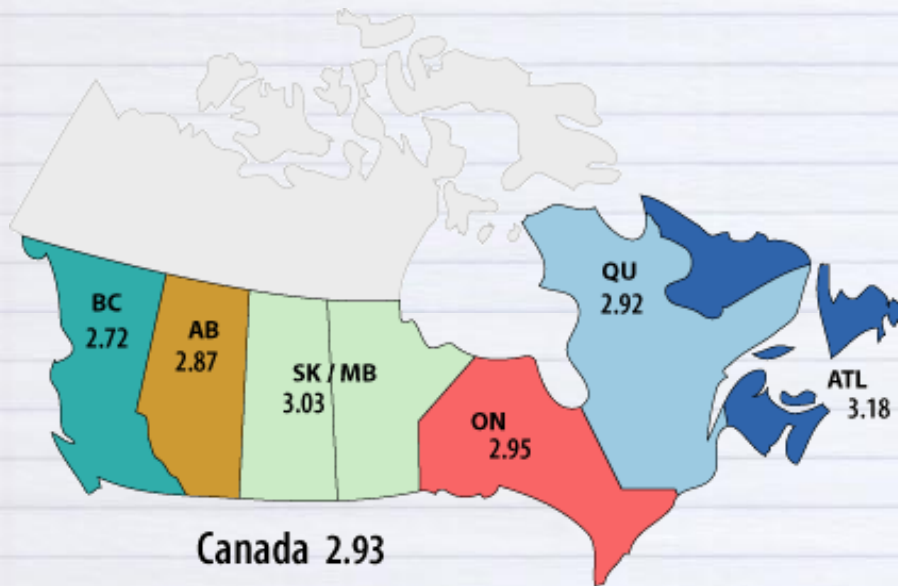 BC
2.72
AB
2.87
SK / MB
3.03
ON
2.95
QU
2.92
ATL
3.18
Canada 2.93